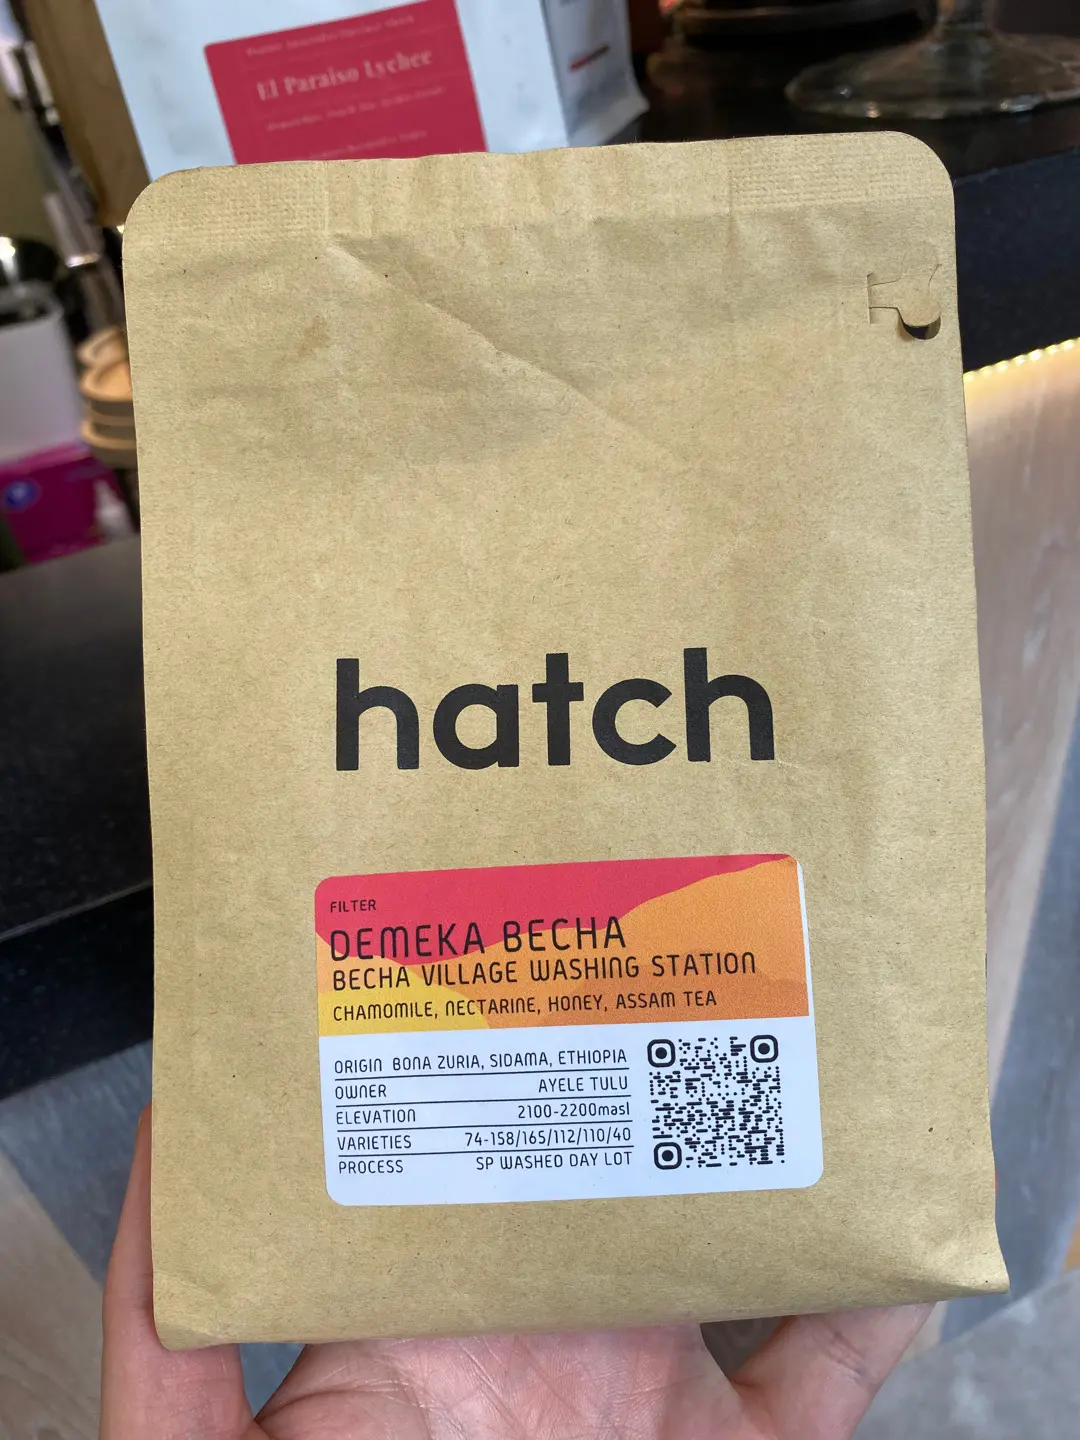 El Paraiso Lychee
hatch
FILTER
DEMEKA BECHA
BECHA VILLAGE WASHING STATION
CHAMOMILE, NECTARINE, HONEY, ASSAM TEA
ORIGIN BONA ZURIA, SIDAMA, ETHIOPIA
OWNER AYELE TULU
ELEVATION 2100-2200masl
VARIETIES 74-158/165/112/110/40
PROCESS SP WASHED DAY LOT